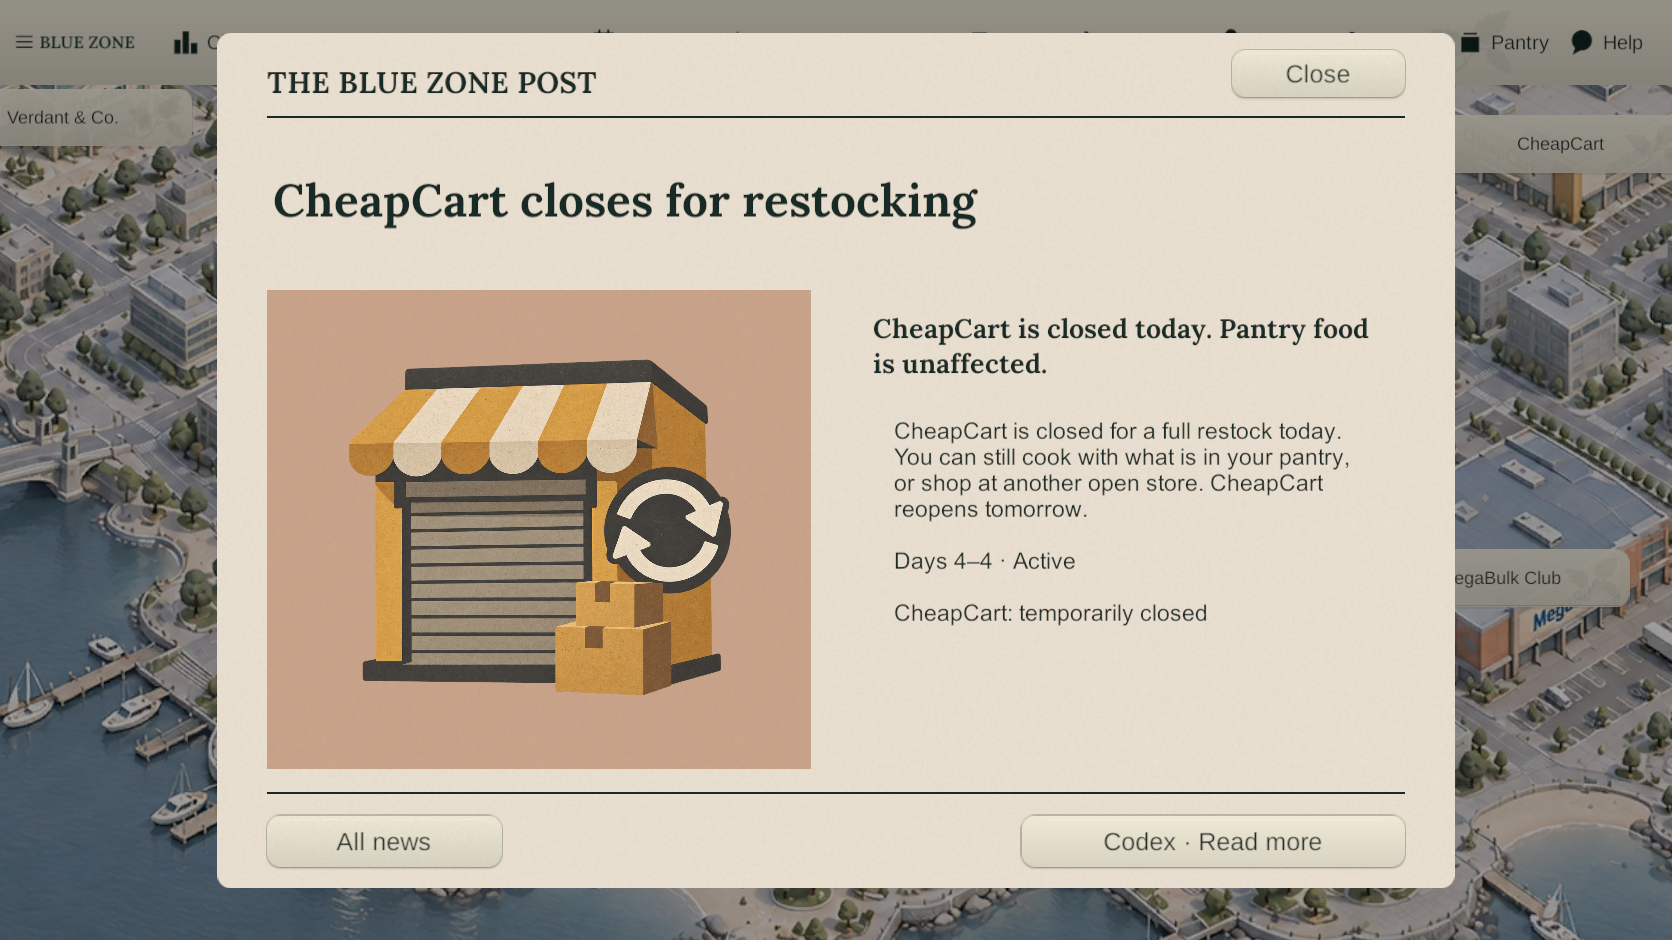 BLUE ZONE
Pantry
Help
THE BLUE ZONE POST
Close
Verdant & Co.
CheapCart
CheapCart closes for restocking
CheapCart is closed today. Pantry food
is unaffected.
CheapCart is closed for a full restock today.
You can still cook with what is in your pantry,
or shop at another open store. CheapCart
reopens tomorrow.
Days 4–4 · Active
CheapCart: temporarily closed
egaBulk Club
Mega
All news
Codex · Read more